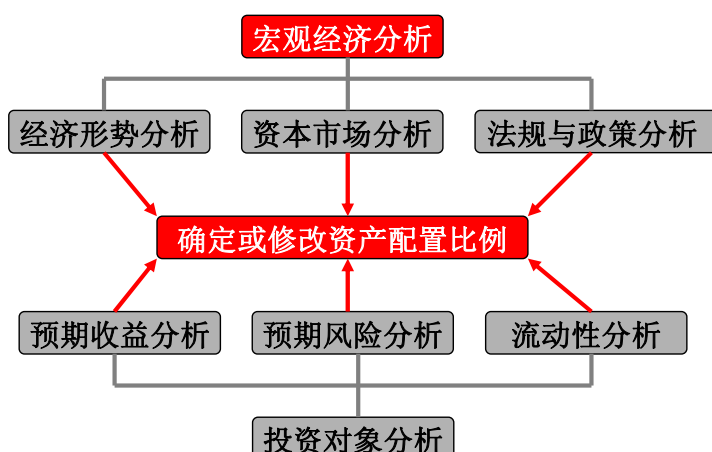 宏观经济分析
经济形势分析
资本市场分析
法规与政策分析
确定或修改资产配置比例
预期收益分析
预期风险分析
流动性分析
投资对象分析